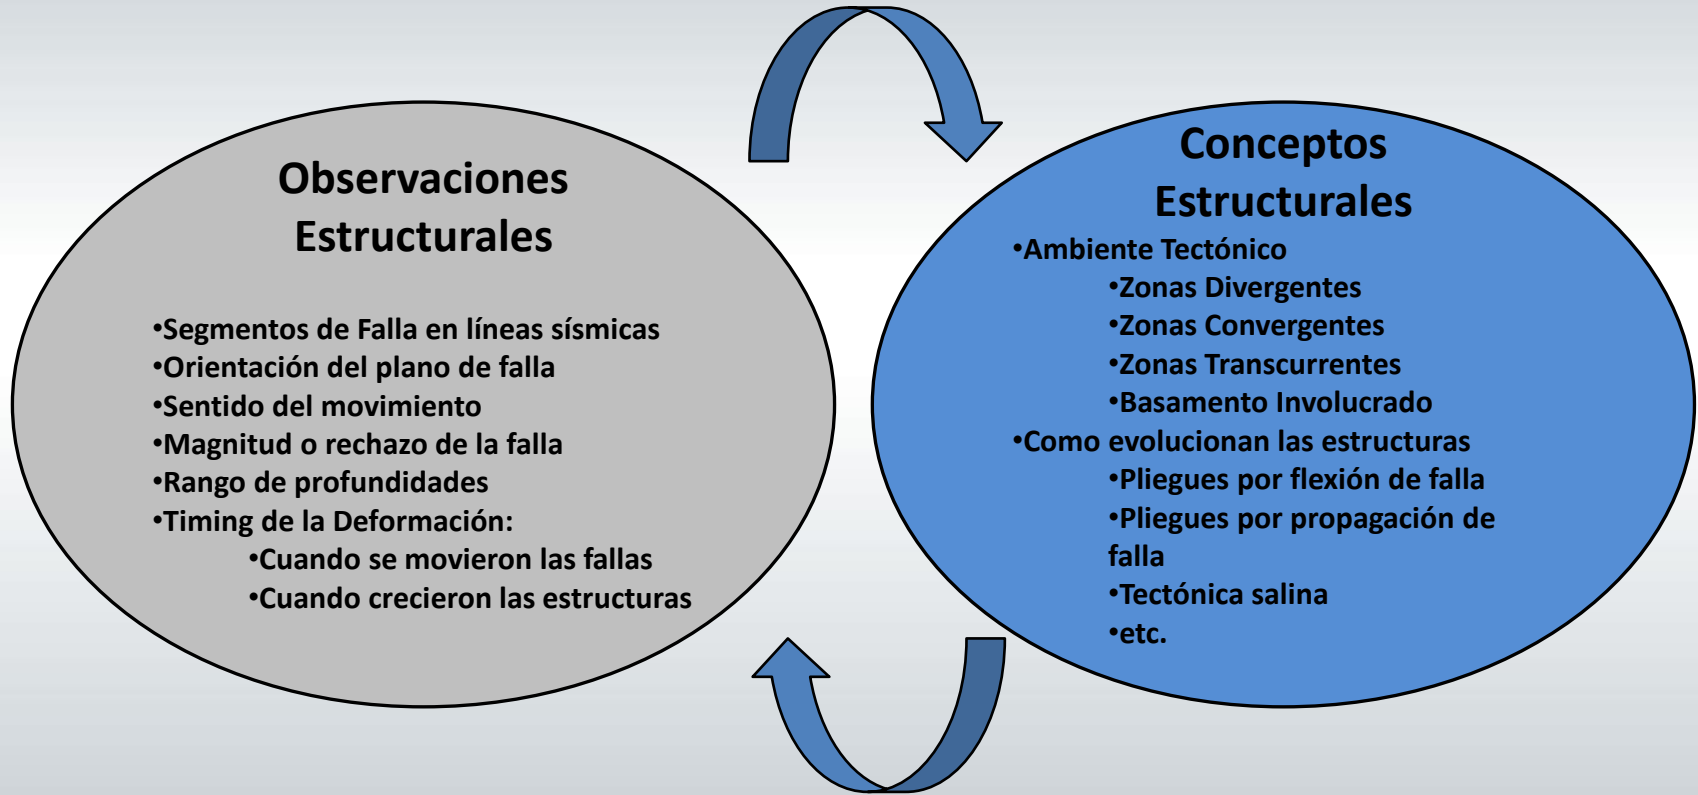 Observaciones
Estructurales
•Segmentos de Falla en líneas sísmicas
•Orientación del plano de falla
•Sentido del movimiento
•Magnitud o rechazo de la falla
•Rango de profundidades
•Timing de la Deformación:
•Cuando se movieron las fallas
•Cuando crecieron las estructuras
Conceptos
Estructurales
•Ambiente Tectónico
•Zonas Divergentes
•Zonas Convergentes
•Zonas Transcurrentes
•Basamento Involucrado
•Como evolucionan las estructuras
•Pliegues por flexión de falla
•Pliegues por propagación de
falla
•Tectónica salina
•etc.